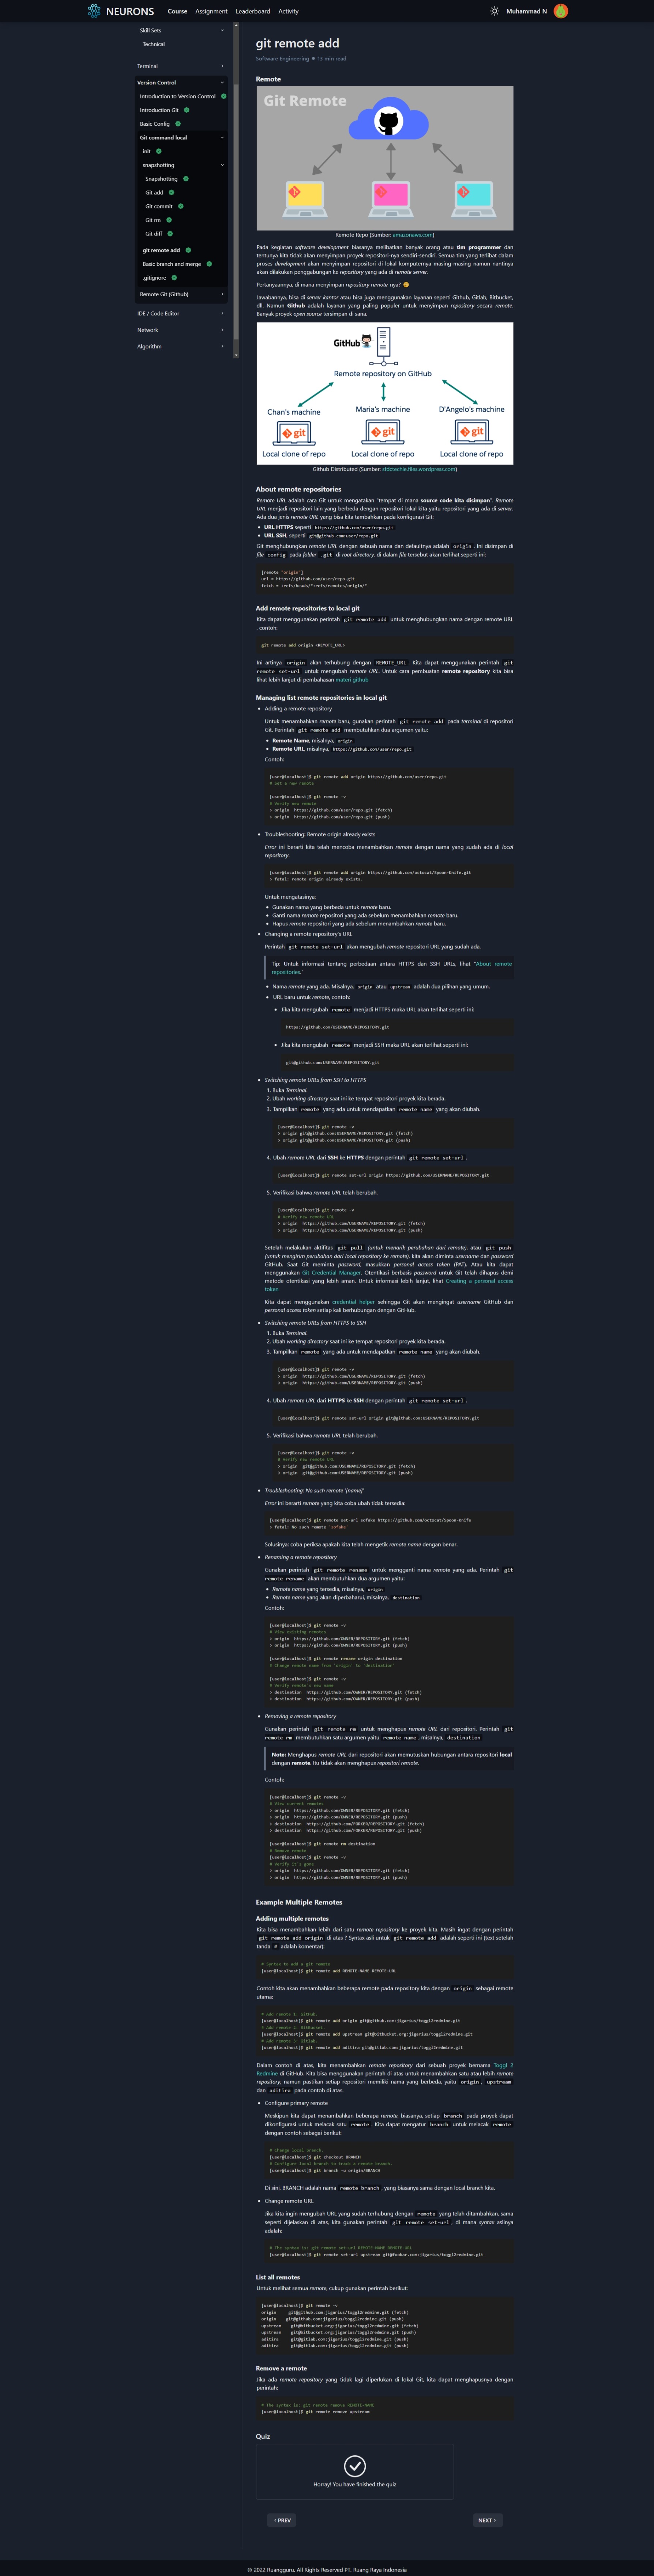 NEURONS
Course
Assignment
Leaderboard
Activity
Muhammad N
Skill Sets
Technical
Terminal
Version Control
Introduction to Version Control
Introduction Git
Basic Config
Git command local
init
snapshotting
Snapshotting
Git add
Git commit
Git rm
Git diff
git remote add
Basic branch and merge
.gitignore
Remote Git (Github)
IDE / Code Editor
Network
Algorithm
git remote add
Software Engineering • 13 min read
Remote
Git Remote
Remote Repo (Sumber: amazonaws.com)
Pada kegiatan software development biasanya melibatkan banyak orang atau tim programmer dan
tentunya kita tidak akan menyimpan proyek repositori-nya sendiri-sendiri. Semua tim yang terlibat dalam
proses development akan menyimpan repositori di lokal komputernya masing-masing namun nantinya
akan dilakukan penggabungan ke repository yang ada di remote server.
Pertanyaannya, di mana menyimpan repository remote-nya? 🤔
Jawabannya, bisa di server kantor atau bisa juga menggunakan layanan seperti Github, Gitlab, Bitbucket,
dll. Namun Github adalah layanan yang paling populer untuk menyimpan repository secara remote.
Banyak proyek open source tersimpan di sana.
GitHub
Remote repository on GitHub
Chan's machine
Maria's machine
D'Angelo's machine
git
git
git
Local clone of repo
Local clone of repo
Local clone of repo
Github Distributed (Sumber: sfdctechie.files.wordpress.com)
About remote repositories
Remote URL adalah cara Git untuk mengatakan "tempat di mana source code kita disimpan". Remote
URL menjadi repositori lain yang berbeda dengan repositori lokal kita yaitu repositori yang ada di server.
Ada dua jenis remote URL yang bisa kita tambahkan pada konfigurasi Git:
• URL HTTPS seperti https://github.com/user/repo.git
• URL SSH, seperti git@github.com:user/repo.git
Git menghubungkan remote URL dengan sebuah nama dan defaultnya adalah origin. Ini disimpan di
file config pada folder .git di root directory. di dalam file tersebut akan terlihat seperti ini:
[remote "origin"]
url = https://github.com/user/repo.git
fetch = +refs/heads/*:refs/remotes/origin/*
Add remote repositories to local git
Kita dapat menggunakan perintah git remote add untuk menghubungkan nama dengan remote URL
, contoh:
git remote add origin <REMOTE_URL>
Ini artinya origin akan terhubung dengan REMOTE_URL. Kita dapat menggunakan perintah git
remote set-url untuk mengubah remote URL. Untuk cara pembuatan remote repository kita bisa
lihat lebih lanjut di pembahasan materi github
Managing list remote repositories in local git
• Adding a remote repository
Untuk menambahkan remote baru, gunakan perintah git remote add pada terminal di repositori
Git. Perintah git remote add membutuhkan dua argumen yaitu:
• Remote Name, misalnya, origin
• Remote URL, misalnya, https://github.com/user/repo.git
Contoh:
[user@localhost]$ git remote add origin https://github.com/user/repo.git
# Set a new remote
[user@localhost]$ git remote -v
# Verify new remote
> origin https://github.com/user/repo.git (fetch)
> origin https://github.com/user/repo.git (push)
• Troubleshooting: Remote origin already exists
Error ini berarti kita telah mencoba menambahkan remote dengan nama yang sudah ada di local
repository.
[user@localhost]$ git remote add origin https://github.com/octocat/Spoon-Knife.git
> fatal: remote origin already exists.
Untuk mengatasinya:
• Gunakan nama yang berbeda untuk remote baru.
• Ganti nama remote repositori yang ada sebelum menambahkan remote baru.
• Hapus remote repositori yang ada sebelum menambahkan remote baru.
• Changing a remote repository's URL
Perintah git remote set-url akan mengubah remote repositori URL yang sudah ada.
Tip: Untuk informasi tentang perbedaan antara HTTPS dan SSH URLs, lihat "About remote
repositories."
• Nama remote yang ada. Misalnya, origin atau upstream adalah dua pilihan yang umum.
• URL baru untuk remote, contoh:
• Jika kita mengubah remote menjadi HTTPS maka URL akan terlihat seperti ini:
https://github.com/USERNAME/REPOSITORY.git
• Jika kita mengubah remote menjadi SSH maka URL akan terlihat seperti ini:
git@github.com:USERNAME/REPOSITORY.git
• Switching remote URLs from SSH to HTTPS
1. Buka Terminal.
2. Ubah working directory saat ini ke tempat repositori proyek kita berada.
3. Tampilkan remote yang ada untuk mendapatkan remote name yang akan diubah.
[user@localhost]$ git remote -v
> origin git@github.com:USERNAME/REPOSITORY.git (fetch)
> origin git@github.com:USERNAME/REPOSITORY.git (push)
4. Ubah remote URL dari SSH ke HTTPS dengan perintah git remote set-url.
[user@localhost]$ git remote set-url origin https://github.com/USERNAME/REPOSITORY.git
5. Verifikasi bahwa remote URL telah berubah.
[user@localhost]$ git remote -v
# Verify new remote URL
> origin https://github.com/USERNAME/REPOSITORY.git (fetch)
> origin https://github.com/USERNAME/REPOSITORY.git (push)
Setelah melakukan aktifitas git pull (untuk menarik perubahan dari remote), atau git push
(untuk mengirim perubahan dari local repository ke remote), kita akan diminta username dan password
GitHub. Saat Git meminta password, masukkan personal access token (PAT). Atau kita dapat
menggunakan Git Credential Manager. Otentikasi berbasis password untuk Git telah dihapus demi
metode otentikasi yang lebih aman. Untuk informasi lebih lanjut, lihat Creating a personal access
token
Kita dapat menggunakan credential helper sehingga Git akan mengingat username GitHub dan
personal access token setiap kali berhubungan dengan GitHub.
• Switching remote URLs from HTTPS to SSH
1. Buka Terminal.
2. Ubah working directory saat ini ke tempat repositori proyek kita berada.
3. Tampilkan remote yang ada untuk mendapatkan remote name yang akan diubah.
[user@localhost]$ git remote -v
> origin https://github.com/USERNAME/REPOSITORY.git (fetch)
> origin https://github.com/USERNAME/REPOSITORY.git (push)
4. Ubah remote URL dari HTTPS ke SSH dengan perintah git remote set-url.
[user@localhost]$ git remote set-url origin git@github.com:USERNAME/REPOSITORY.git
5. Verifikasi bahwa remote URL telah berubah.
[user@localhost]$ git remote -v
# Verify new remote URL
> origin git@github.com:USERNAME/REPOSITORY.git (fetch)
> origin git@github.com:USERNAME/REPOSITORY.git (push)
• Troubleshooting: No such remote '[name]'
Error ini berarti remote yang kita coba ubah tidak tersedia:
[user@localhost]$ git remote set-url sofake https://github.com/octocat/Spoon-Knife
> fatal: No such remote 'sofake'
Solusinya: coba periksa apakah kita telah mengetik remote name dengan benar.
• Renaming a remote repository
Gunakan perintah git remote rename untuk mengganti nama remote yang ada. Perintah git
remote rename akan membutuhkan dua argumen yaitu:
• Remote name yang tersedia, misalnya, origin
• Remote name yang akan diperbaharui, misalnya, destination
Contoh:
[user@localhost]$ git remote -v
# View existing remotes
> origin https://github.com/OWNER/REPOSITORY.git (fetch)
> origin https://github.com/OWNER/REPOSITORY.git (push)
[user@localhost]$ git remote rename origin destination
# Change remote name from 'origin' to 'destination'
[user@localhost]$ git remote -v
# Verify remote's new name
> destination https://github.com/OWNER/REPOSITORY.git (fetch)
> destination https://github.com/OWNER/REPOSITORY.git (push)
• Removing a remote repository
Gunakan perintah git remote rm untuk menghapus remote URL dari repositori. Perintah git
remote rm membutuhkan satu argumen yaitu remote name, misalnya, destination
Note: Menghapus remote URL dari repositori akan memutuskan hubungan antara repositori local
dengan remote. Itu tidak akan menghapus repositori remote.
Contoh:
[user@localhost]$ git remote -v
# View current remotes
> origin https://github.com/OWNER/REPOSITORY.git (fetch)
> origin https://github.com/OWNER/REPOSITORY.git (push)
> destination https://github.com/FORKER/REPOSITORY.git (fetch)
> destination https://github.com/FORKER/REPOSITORY.git (push)
[user@localhost]$ git remote rm destination
# Remove remote
[user@localhost]$ git remote -v
# Verify it's gone
> origin https://github.com/OWNER/REPOSITORY.git (fetch)
> origin https://github.com/OWNER/REPOSITORY.git (push)
Example Multiple Remotes
Adding multiple remotes
Kita bisa menambahkan lebih dari satu remote repository ke proyek kita. Masih ingat dengan perintah
git remote add origin di atas ? Syntax asli untuk git remote add adalah seperti ini (text setelah
tanda # adalah komentar):
# Syntax to add a git remote
[user@localhost]$ git remote add REMOTE-NAME REMOTE-URL
Contoh kita akan menambahkan beberapa remote pada repository kita dengan origin sebagai remote
utama:
# Add remote 1: GitHub.
[user@localhost]$ git remote add origin git@github.com:jigarius/toggl2redmine.git
# Add remote 2: BitBucket.
[user@localhost]$ git remote add upstream git@bitbucket.org:jigarius/toggl2redmine.git
# Add remote 3: Gitlab.
[user@localhost]$ git remote add aditira git@gitlab.com:jigarius/toggl2redmine.git
Dalam contoh di atas, kita menambahkan remote repository dari sebuah proyek bernama Toggl 2
Redmine di GitHub. Kita bisa menggunakan perintah di atas untuk menambahkan satu atau lebih remote
repository, namun pastikan setiap repositori memiliki nama yang berbeda, yaitu origin, upstream
dan aditira pada contoh di atas.
• Configure primary remote
Meskipun kita dapat menambahkan beberapa remote, biasanya, setiap branch pada proyek dapat
dikonfigurasi untuk melacak satu remote. Kita dapat mengatur branch untuk melacak remote
dengan contoh sebagai berikut:
# Change local branch.
[user@localhost]$ git checkout BRANCH
# Configure local branch to track a remote branch.
[user@localhost]$ git branch -u origin/BRANCH
Di sini, BRANCH adalah nama remote branch, yang biasanya sama dengan local branch kita.
• Change remote URL
Jika kita ingin mengubah URL yang sudah terhubung dengan remote yang telah ditambahkan, sama
seperti dijelaskan di atas, kita gunakan perintah git remote set-url, di mana syntax aslinya
adalah:
# The syntax is: git remote set-url REMOTE-NAME REMOTE-URL
[user@localhost]$ git remote set-url upstream git@foobar.com:jigarius/toggl2redmine.git
List all remotes
Untuk melihat semua remote, cukup gunakan perintah berikut:
[user@localhost]$ git remote -v
origin git@github.com:jigarius/toggl2redmine.git (fetch)
origin git@github.com:jigarius/toggl2redmine.git (push)
upstream git@bitbucket.org:jigarius/toggl2redmine.git (fetch)
upstream git@bitbucket.org:jigarius/toggl2redmine.git (push)
aditira git@gitlab.com:jigarius/toggl2redmine.git (push)
aditira git@gitlab.com:jigarius/toggl2redmine.git (push)
Remove a remote
Jika ada remote repository yang tidak lagi diperlukan di lokal Git, kita dapat menghapusnya dengan
perintah:
# The syntax is: git remote remove REMOTE-NAME
[user@localhost]$ git remote remove upstream
Quiz
Horray! You have finished the quiz
‹ PREV
NEXT ›
© 2022 Ruangguru. All Rights Reserved PT. Ruang Raya Indonesia